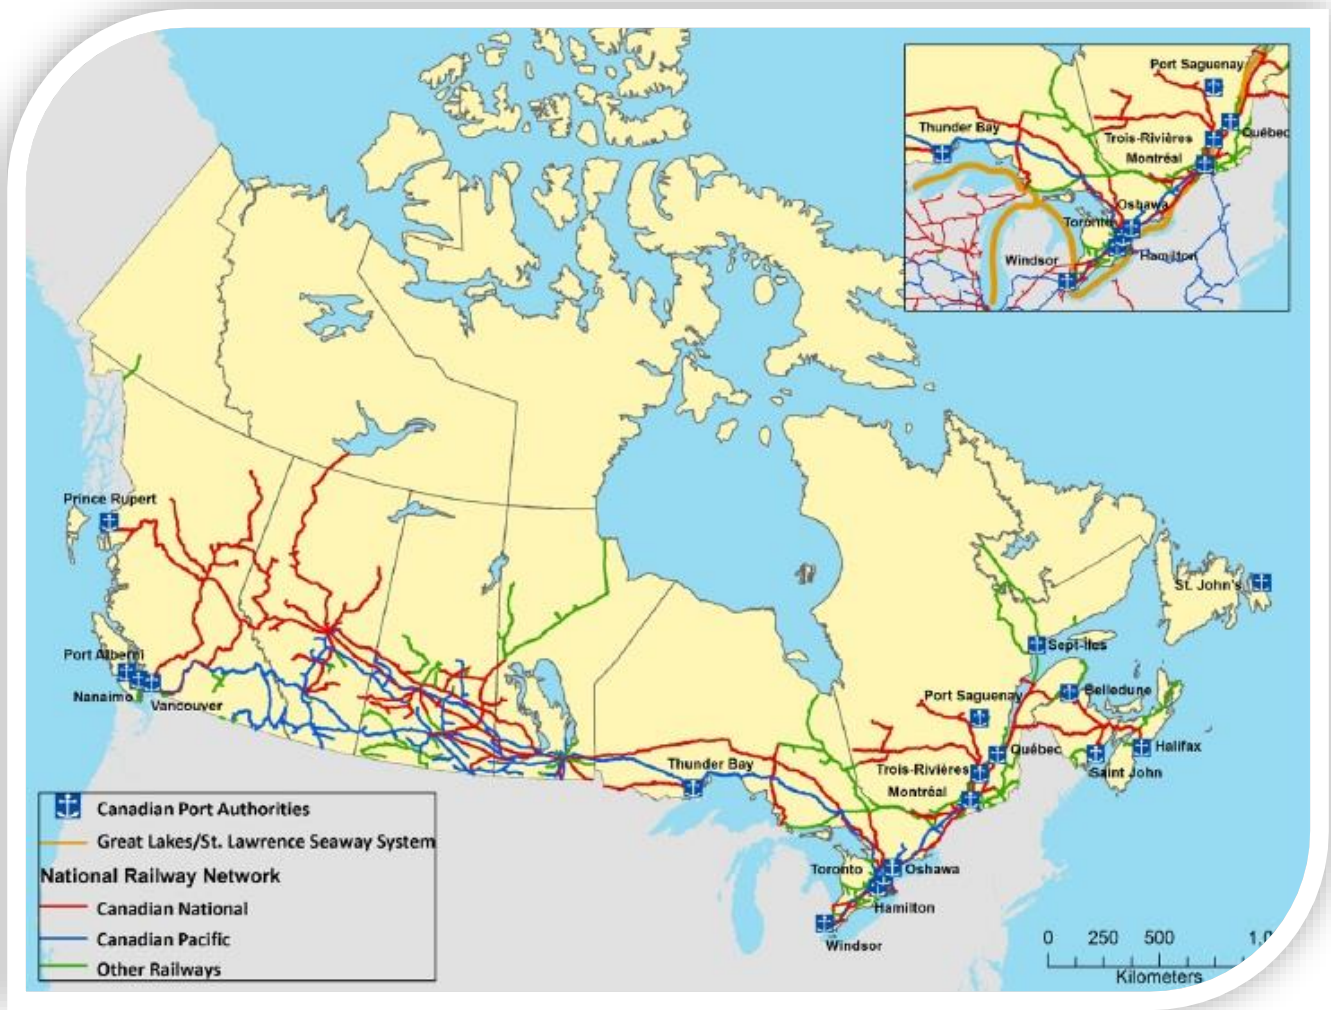 Port Saguenay
Thunder Bay
Trois-Rivières
Québec
Montréal
Oshawa
Toronto
Windsor
Hamilton
Prince Rupert
St. John's
Port Alberni
Sept-Iles
Nanaimo
Vancouver
Port Saguenay
Belledune
Québec
Halifax
Thunder Bay
Trois-Rivières
Saint John
Montréal
Toronto
Oshawa
Hamilton
Windsor
Canadian Port Authorities
Great Lakes/St. Lawrence Seaway System
National Railway Network
Canadian National
Canadian Pacific
Other Railways
0 250 500
Kilometers